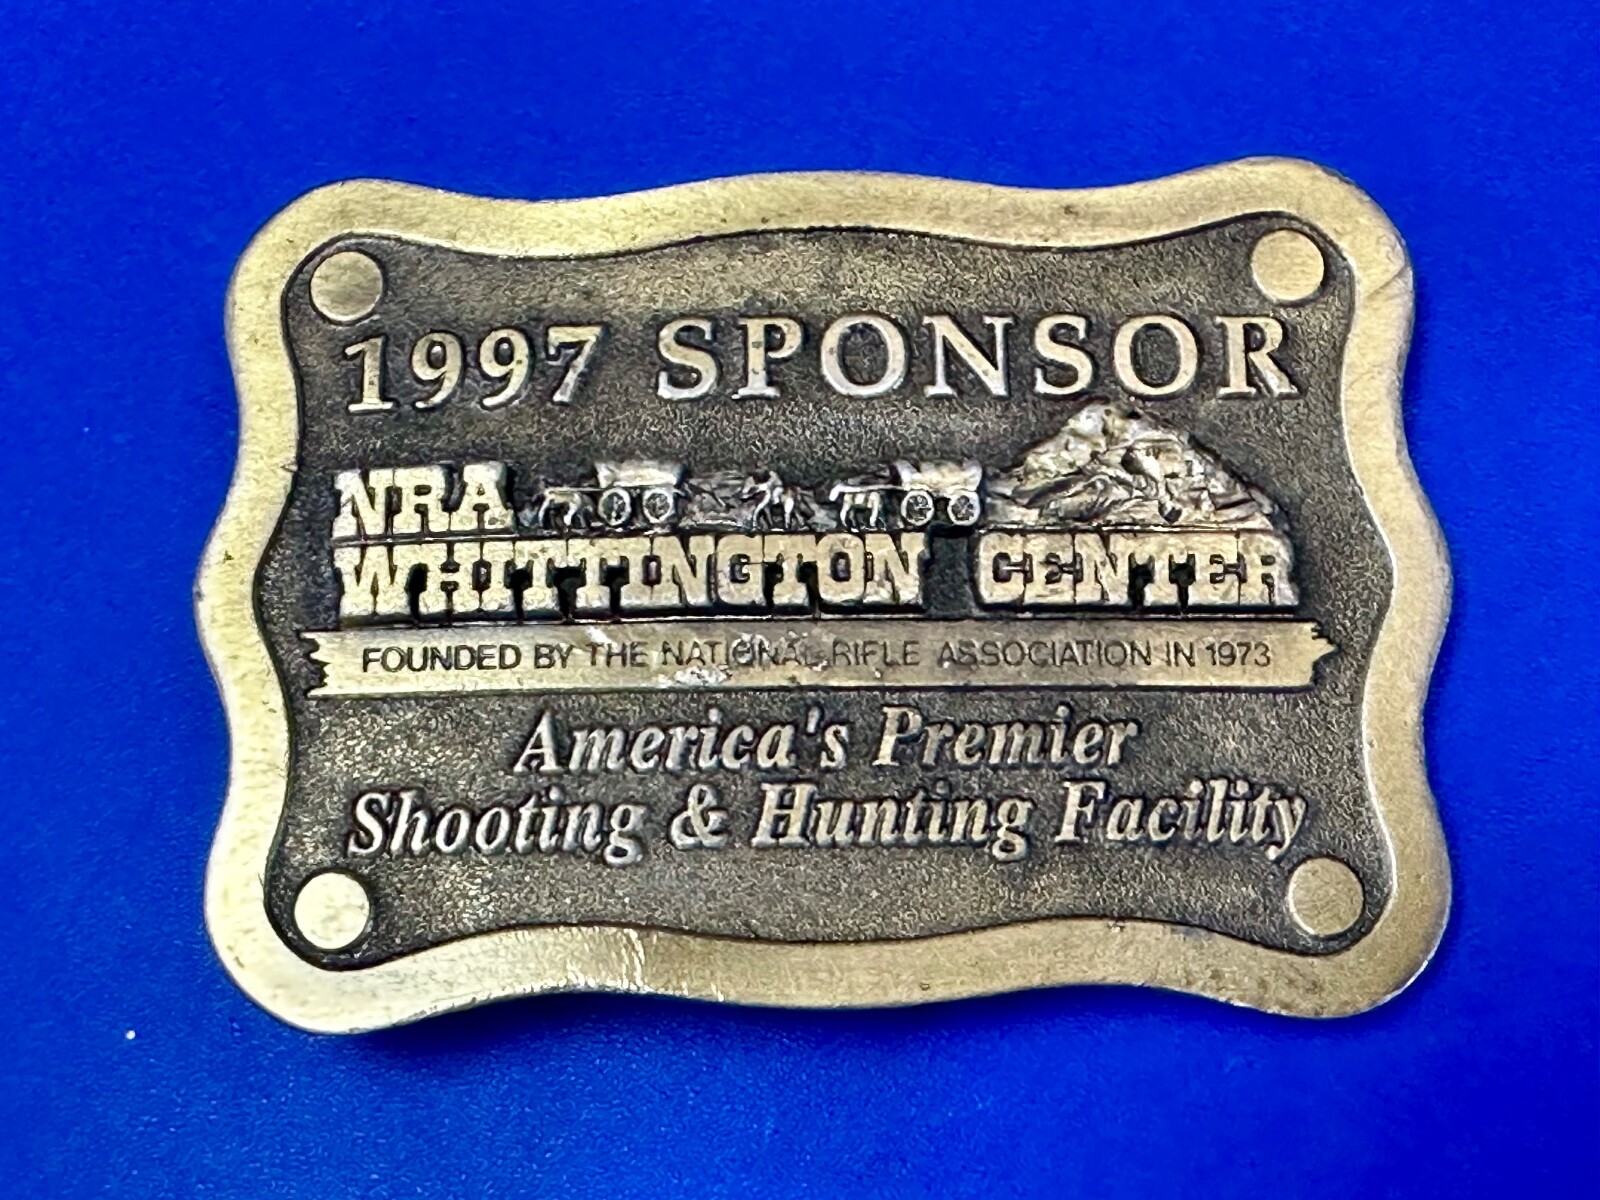 1997 SPONSOR
NRA
WHITTINGTON CENTER
FOUNDED BY THE NATIONAL RIFLE ASSOCIATION IN 1973
America's Premier
Shooting & Hunting Facility